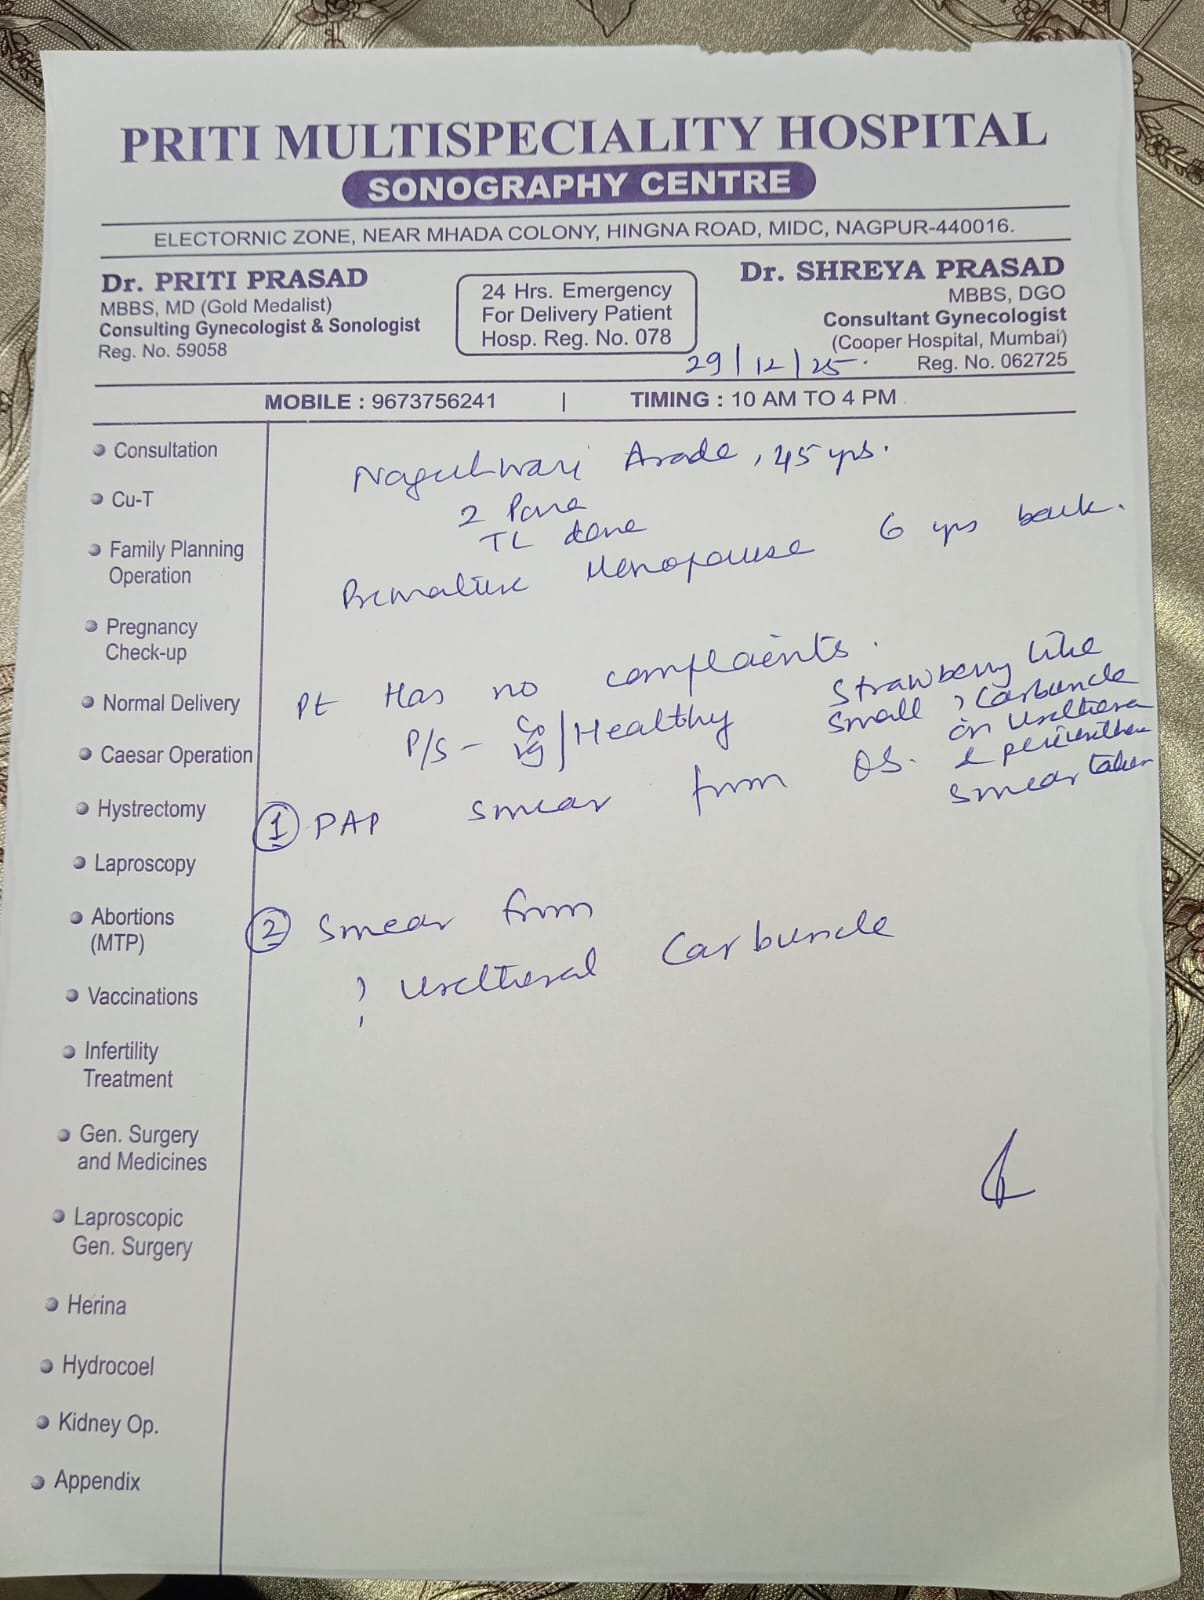 PRITI MULTISPECIALITY HOSPITAL
SONOGRAPHY CENTRE
ELECTORNIC ZONE, NEAR MHADA COLONY, HINGNA ROAD, MIDC, NAGPUR-440016.
Dr. PRITI PRASAD
MBBS, MD (Gold Medalist)
Consulting Gynecologist & Sonologist
Reg. No. 59058
24 Hrs. Emergency
For Delivery Patient
Hosp. Reg. No. 078
Dr. SHREYA PRASAD
MBBS, DGO
Consultant Gynecologist
(Cooper Hospital, Mumbai)
Reg. No. 062725
29/12/25.
MOBILE : 9673756241 | TIMING : 10 AM TO 4 PM
Consultation
Cu-T
Family Planning
Operation
Pregnancy
Check-up
Normal Delivery
Caesar Operation
Hystrectomy
Laproscopy
Abortions
(MTP)
Vaccinations
Infertility
Treatment
Gen. Surgery
and Medicines
Laproscopic
Gen. Surgery
Herina
Hydrocoel
Kidney Op.
Appendix
, 45 yrs.
2 Para
TL done
Premature Menopause 6 yrs back.
Pt Has no complaints.
P/S - Cx/Vg | Healthy
Strawberry like
small ? Carbuncle
on Urethera
& periurethera
smear taken
① PAP smear from OS.
② Smear from
? Uretheral Carbuncle